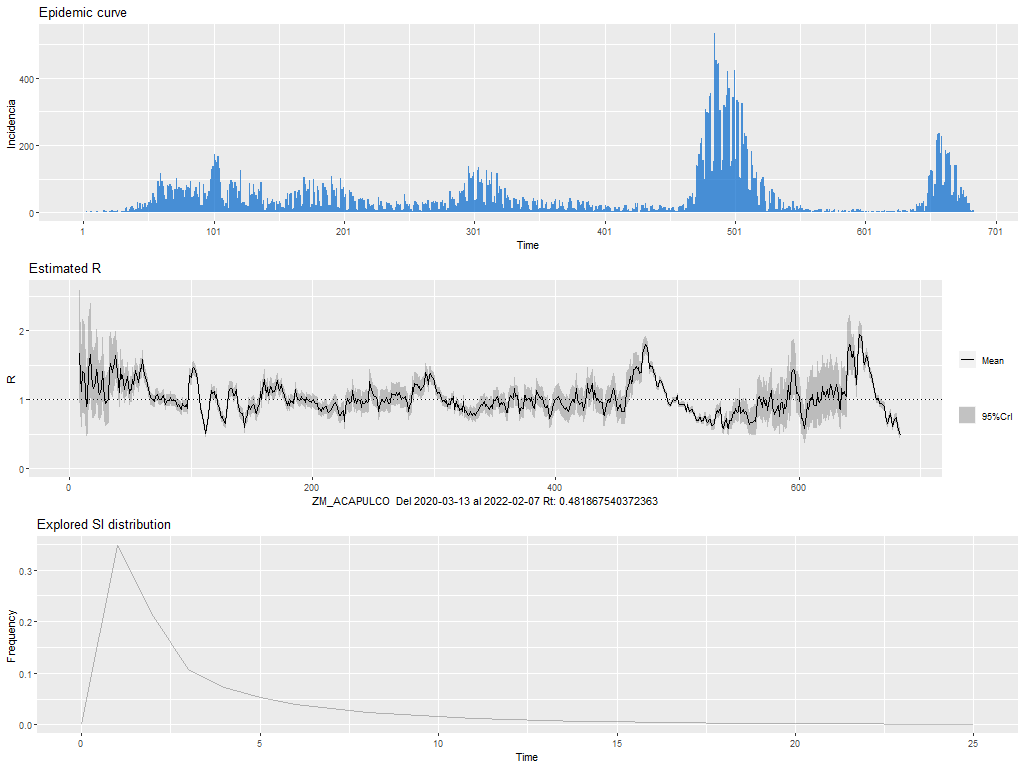 Epidemic curve
Incidencia
400
200
0
1 101 201 301 401 501 601 701
Time
Estimated R
R
2
1
0
Mean
95%CrI
0 200 400 600
ZM_ACAPULCO Del 2020-03-13 al 2022-02-07 Rt: 0.481867540372363
Explored SI distribution
Frequency
0.3
0.2
0.1
0.0
0 5 10 15 20 25
Time